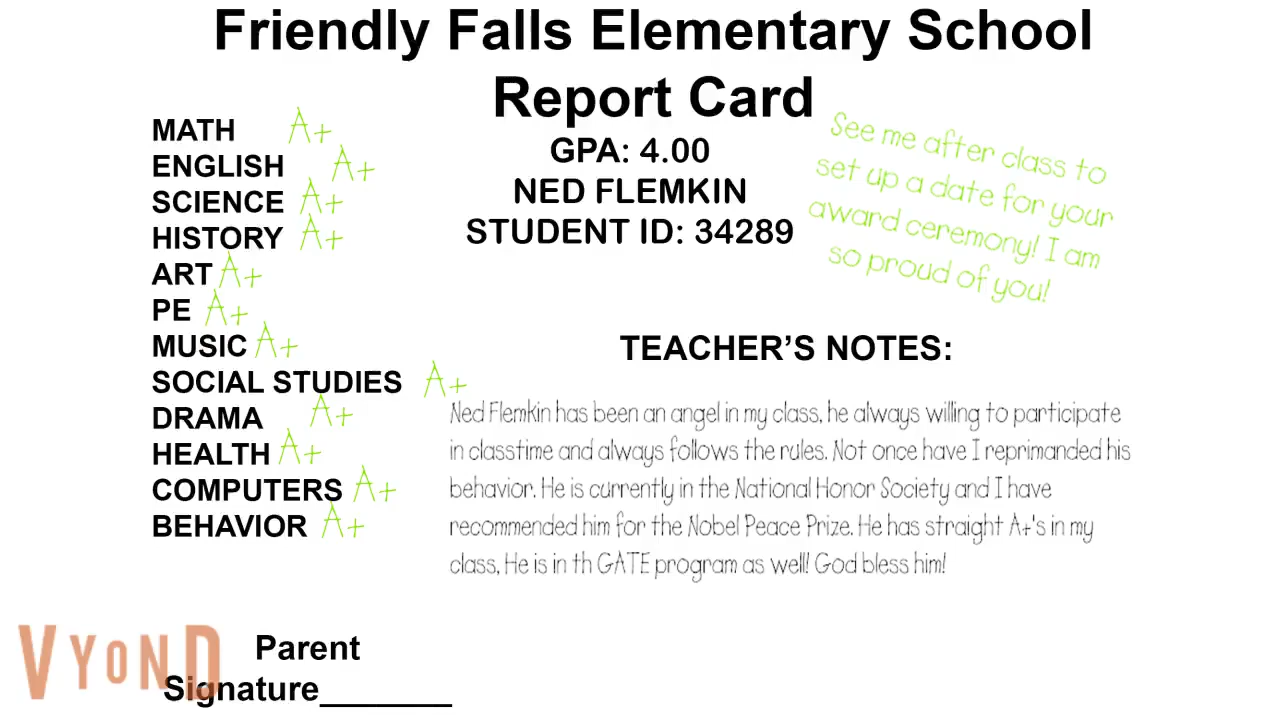 Friendly Falls Elementary School
Report Card
GPA: 4.00
NED FLEMKIN
STUDENT ID: 34289
See me after class to
set up a date for your
award ceremony! I am
so proud of you!
MATH A+
ENGLISH A+
SCIENCE A+
HISTORY A+
ART A+
PE A+
MUSIC A+
SOCIAL STUDIES A+
DRAMA A+
HEALTH A+
COMPUTERS A+
BEHAVIOR A+
TEACHER’S NOTES:
Ned Flemkin has been an angel in my class, he always willing to participate
in classtime and always follows the rules. Not once have I reprimanded his
behavior. He is currently in the National Honor Society and I have
recommended him for the Nobel Peace Prize. He has straight A+'s in my
class, He is in th GATE program as well! God bless him!
Parent
Signature_______
VYOND